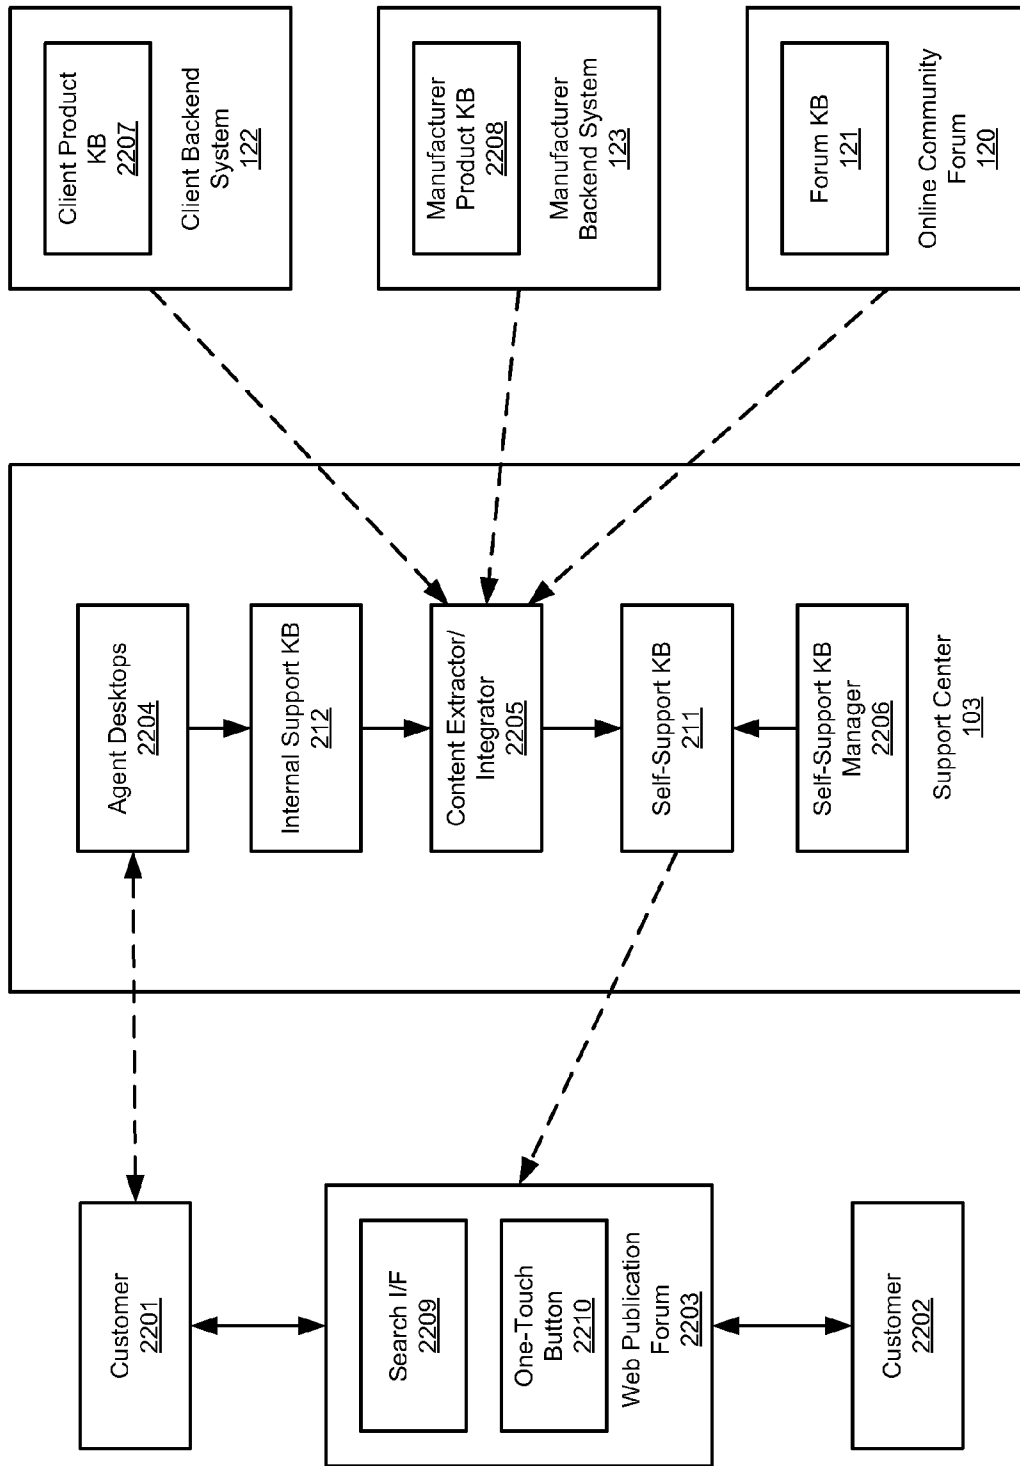 Customer
2201
Search I/F
2209
One-Touch
Button
2210
Web Publication
Forum
2203
Customer
2202
Agent Desktops
2204
Internal Support KB
212
Content Extractor/
Integrator
2205
Self-Support KB
211
Self-Support KB
Manager
2206
Support Center
103
Client Product
KB
2207
Client Backend
System
122
Manufacturer
Product KB
2208
Manufacturer
Backend System
123
Forum KB
121
Online Community
Forum
120